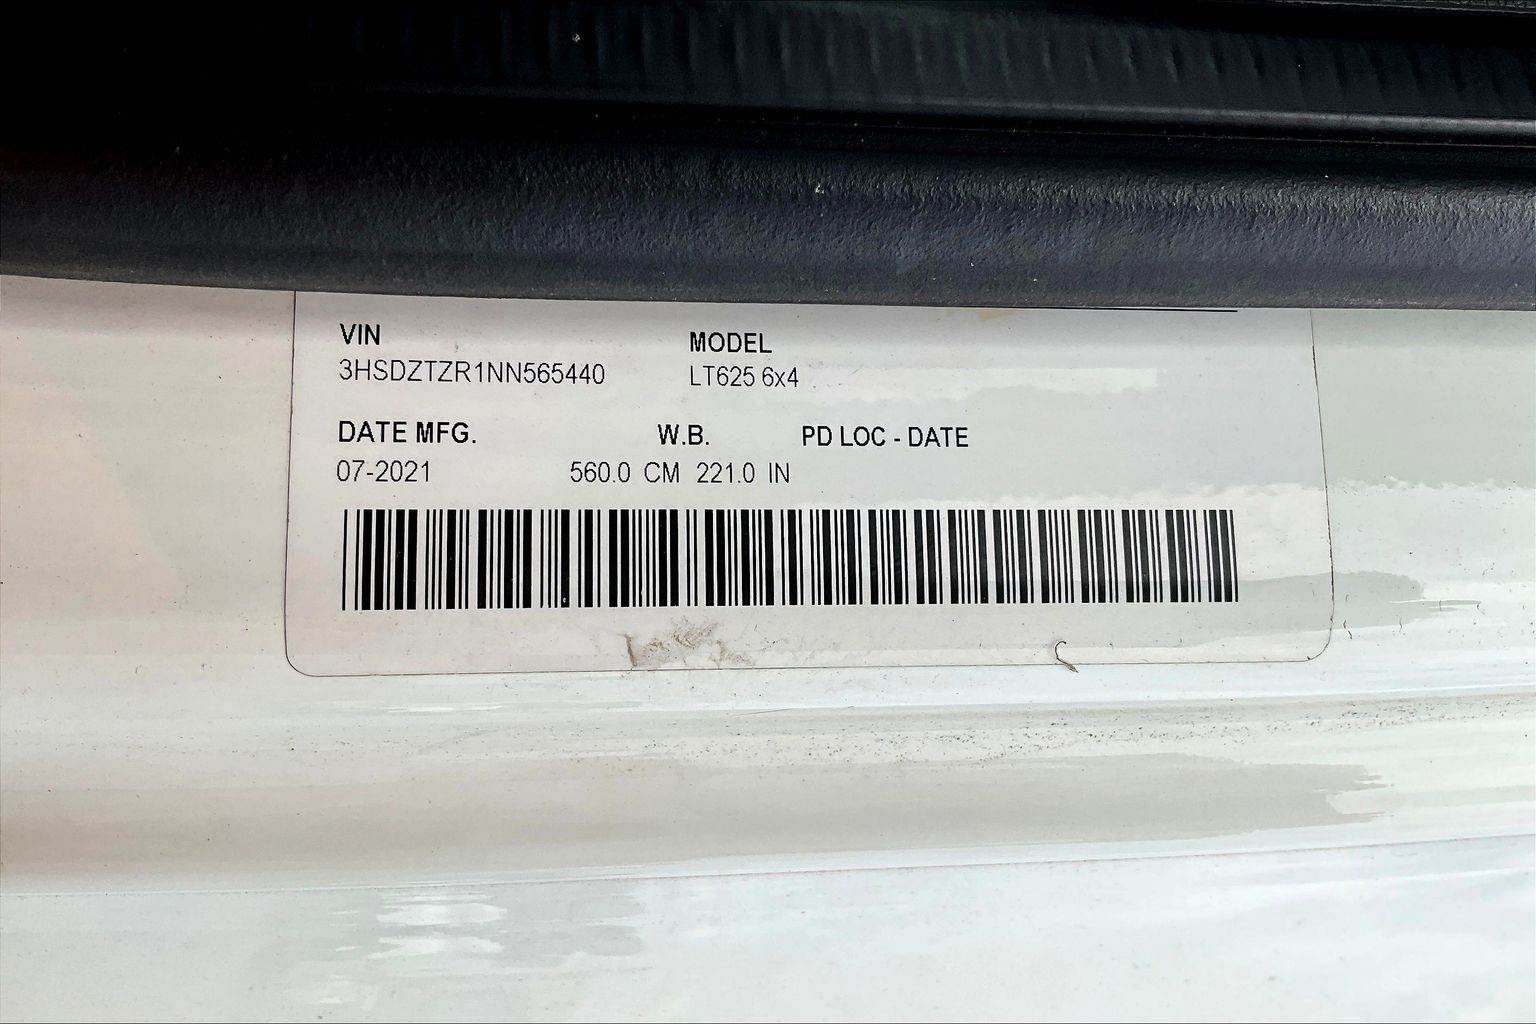 VIN MODEL
3HSDZTZR1NN565440 LT625 6x4
DATE MFG. W.B. PD LOC - DATE
07-2021 560.0 CM 221.0 IN